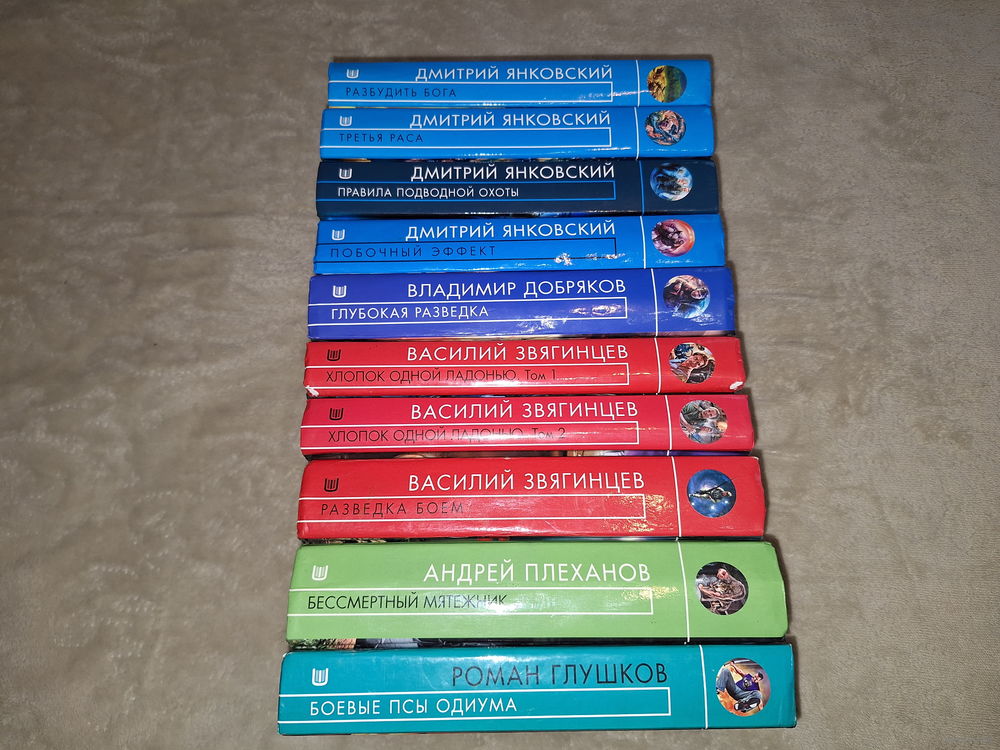 ДМИТРИЙ ЯНКОВСКИЙ
РАЗБУДИТЬ БОГА
ДМИТРИЙ ЯНКОВСКИЙ
ТРЕТЬЯ РАСА
ДМИТРИЙ ЯНКОВСКИЙ
ПРАВИЛА ПОДВОДНОЙ ОХОТЫ
ДМИТРИЙ ЯНКОВСКИЙ
ПОБОЧНЫЙ ЭФФЕКТ
ВЛАДИМИР ДОБРЯКОВ
ГЛУБОКАЯ РАЗВЕДКА
ВАСИЛИЙ ЗВЯГИНЦЕВ
ХЛОПОК ОДНОЙ ЛАДОНЬЮ. Том 1
ВАСИЛИЙ ЗВЯГИНЦЕВ
ХЛОПОК ОДНОЙ ЛАДОНЬЮ. Том 2
ВАСИЛИЙ ЗВЯГИНЦЕВ
РАЗВЕДКА БОЕМ
АНДРЕЙ ПЛЕХАНОВ
БЕССМЕРТНЫЙ МЯТЕЖНИК
РОМАН ГЛУШКОВ
БОЕВЫЕ ПСЫ ОДИУМА